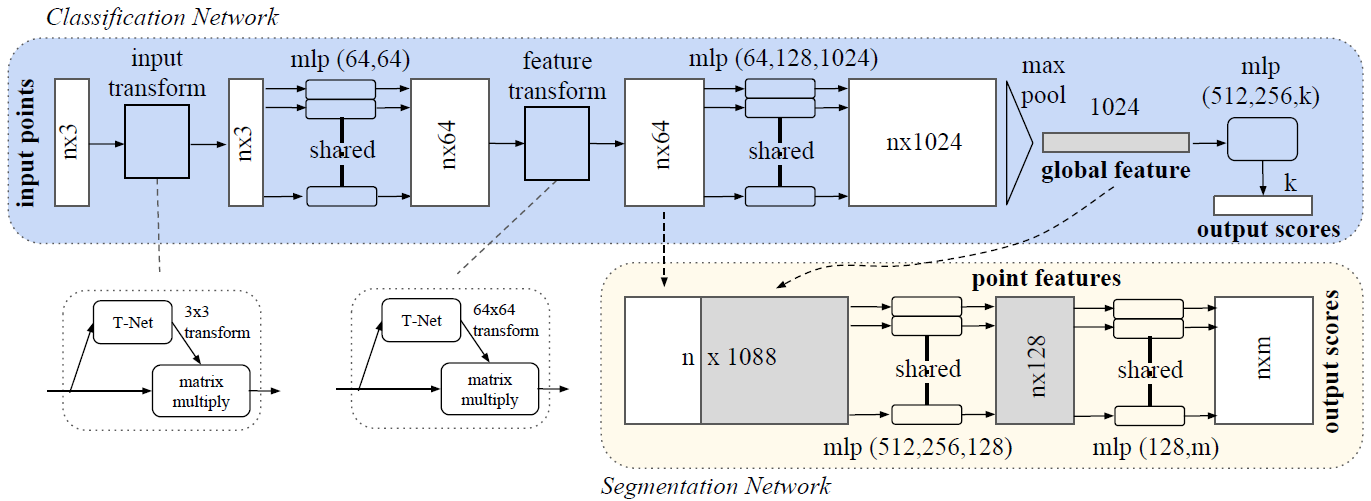 Classification Network
input points
nx3
input
transform
nx3
mlp (64,64)
shared
nx64
feature
transform
nx64
mlp (64,128,1024)
shared
nx1024
max
pool
1024
global feature
mlp
(512,256,k)
k
output scores
T-Net
3x3
transform
matrix
multiply
T-Net
64x64
transform
matrix
multiply
point features
n x 1088
shared
mlp (512,256,128)
nx128
shared
mlp (128,m)
nxm
output scores
Segmentation Network